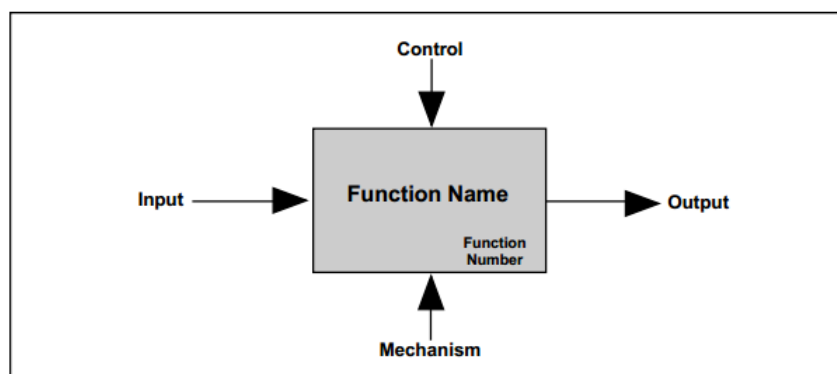 Control
Input
Function Name
Output
Function
Number
Mechanism